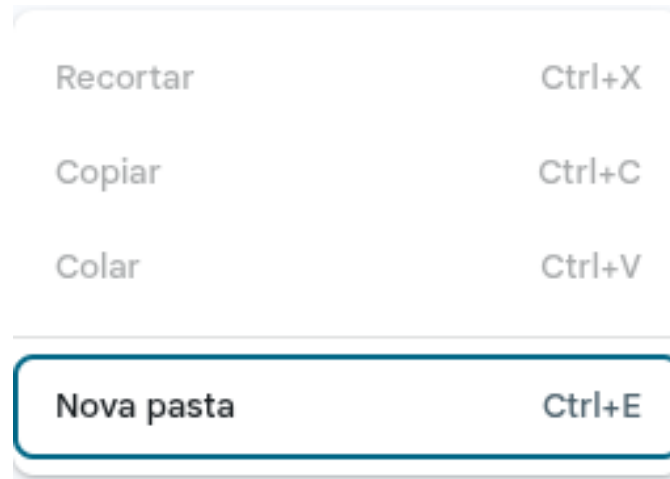 Recortar Ctrl+X
Copiar Ctrl+C
Colar Ctrl+V
Nova pasta Ctrl+E